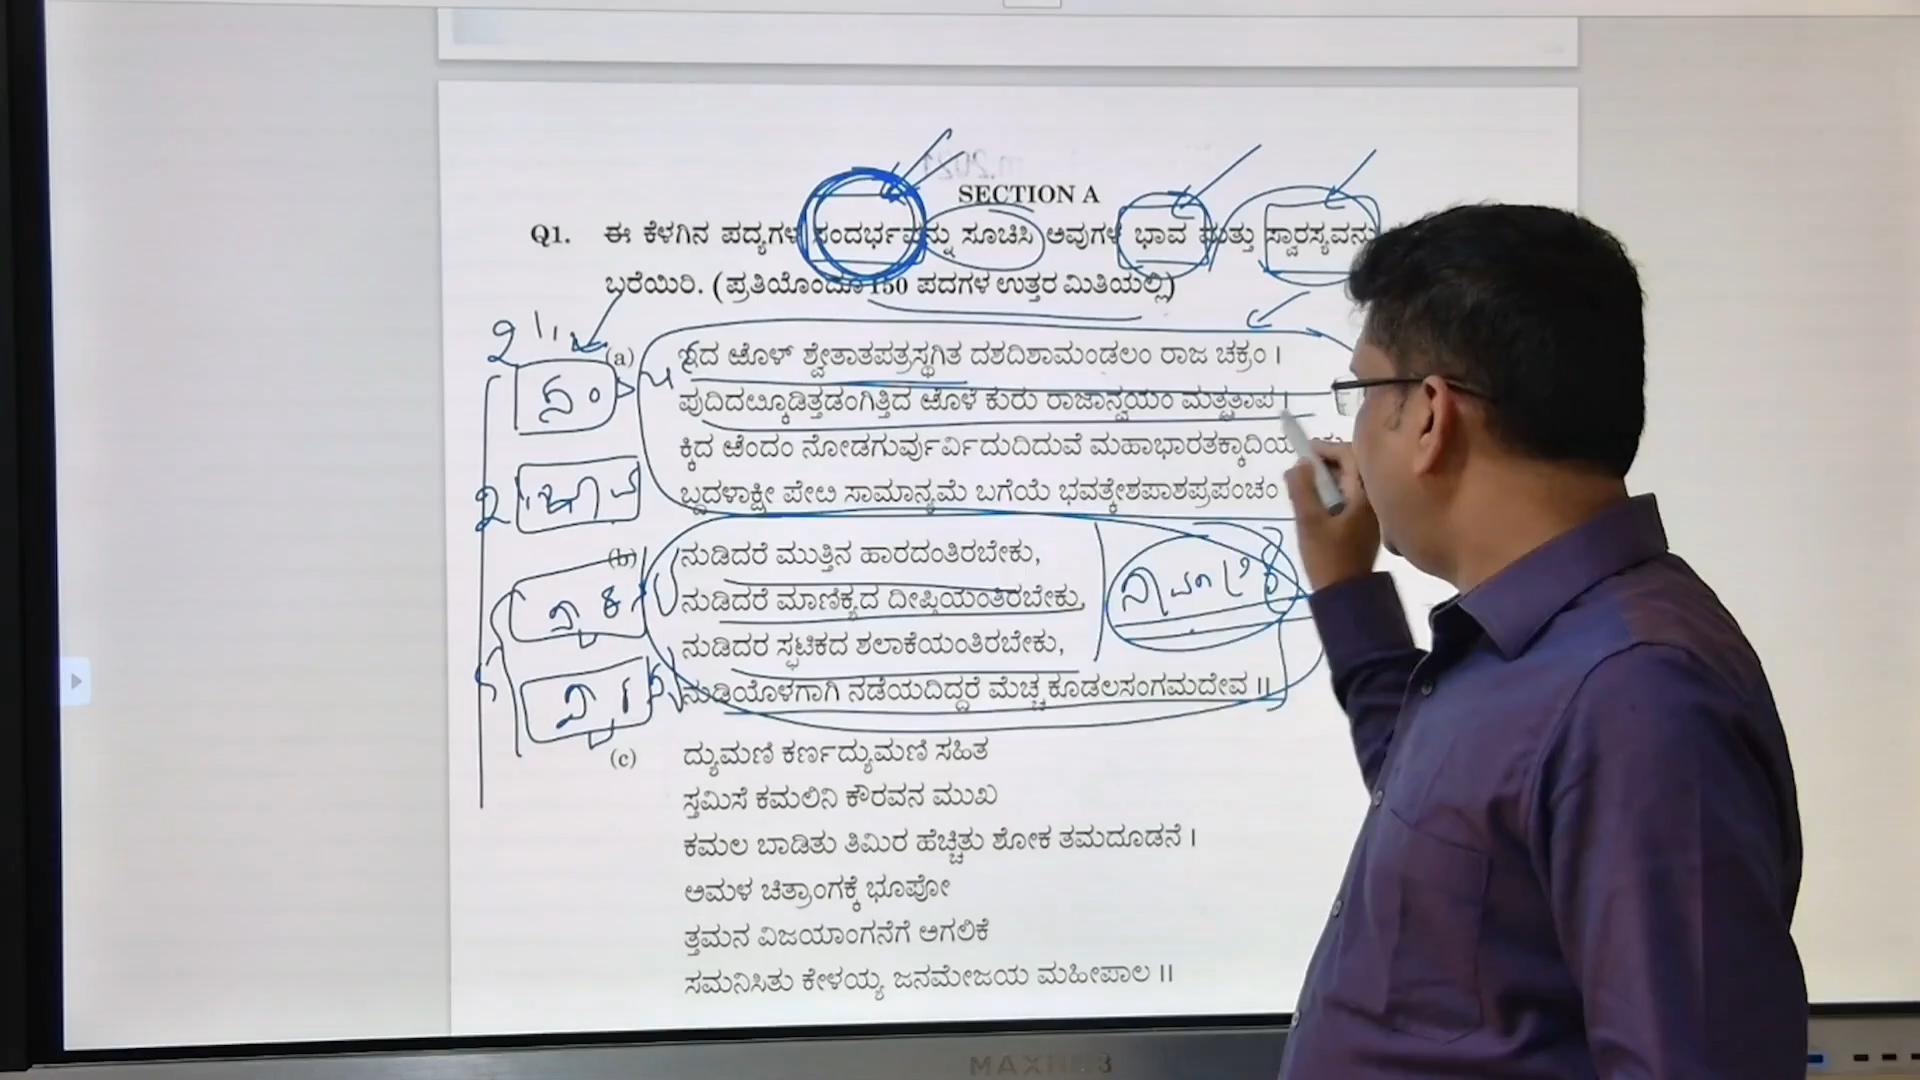 SECTION A
Q1. ಈ ಕೆಳಗಿನ ಪದ್ಯಗಳ ಸಂದರ್ಭವನ್ನು ಸೂಚಿಸಿ ಅವುಗಳ ಭಾವ ಮತ್ತು ಸ್ವಾರಸ್ಯವನ್ನು
ಬರೆಯಿರಿ. (ಪ್ರತಿಯೊಂದೂ 150 ಪದಗಳ ಉತ್ತರ ಮಿತಿಯಲ್ಲಿ)
(a) ಇದ ಱೊಳ್ ಶ್ವೇತಾತಪತ್ರಸ್ಥಗಿತ ದಶದಿಶಾಮಂಡಲಂ ರಾಜ ಚಕ್ರಂ ।
ಪುದಿದೞ್ಕೂಡಿತ್ತಡಂಗಿತ್ತಿದ ಱೊಳೆ ಕುರು ರಾಜಾನ್ವಯಂ ಮತ್ಪ್ರತಾಪ ।
ಕ್ಕಿದ ಱಿಂದಂ ನೋಡಗುರ್ವುರ್ವಿದುದಿದುವೆ ಮಹಾಭಾರತಕ್ಕಾದಿಯ
ಬ್ದದಳಾಕ್ಷೀ ಪೇೞ ಸಾಮಾನ್ಯಮೆ ಬಗೆಯೆ ಭವತ್ಕೇಶಪಾಶಪ್ರಪಂಚಂ
(b) ನುಡಿದರೆ ಮುತ್ತಿನ ಹಾರದಂತಿರಬೇಕು,
ನುಡಿದರೆ ಮಾಣಿಕ್ಯದ ದೀಪ್ತಿಯಂತಿರಬೇಕು,
ನುಡಿದರ ಸ್ಫಟಿಕದ ಶಲಾಕೆಯಂತಿರಬೇಕು,
ನುಡಿಯೊಳಗಾಗಿ ನಡೆಯದಿದ್ದರೆ ಮೆಚ್ಚ ಕೂಡಲಸಂಗಮದೇವ ॥
(c) ದ್ಯುಮಣಿ ಕರ್ಣದ್ಯುಮಣಿ ಸಹಿತ
ಸ್ತಮಿಸೆ ಕಮಲಿನಿ ಕೌರವನ ಮುಖ
ಕಮಲ ಬಾಡಿತು ತಿಮಿರ ಹೆಚ್ಚಿತು ಶೋಕ ತಮದೂಡನೆ ।
ಅಮಳ ಚಿತ್ರಾಂಗಕ್ಕೆ ಭೂಪೋ
ತ್ತಮನ ವಿಜಯಾಂಗನೆಗೆ ಅಗಲಿಕೆ
ಸಮನಿಸಿತು ಕೇಳಯ್ಯ ಜನಮೇಜಯ ಮಹೀಪಾಲ ॥